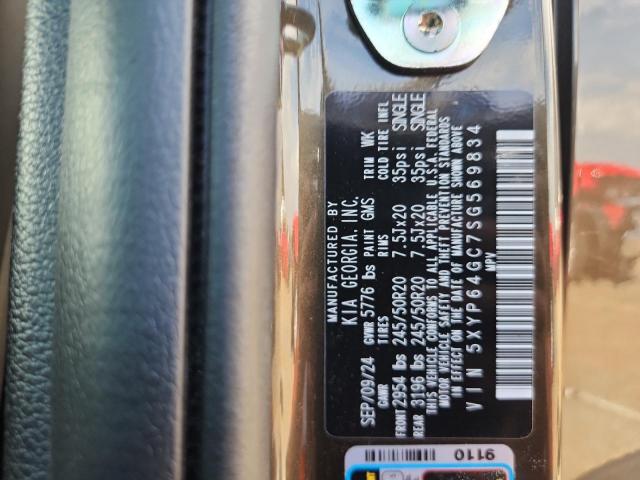 MANUFACTURED BY
KIA GEORGIA, INC.
SEP/09/24 GVWR 5776 lbs PAINT GMS TRIM WK
GAWR TIRES RIMS COLD TIRE INFL
FRONT 2954 lbs 245/50R20 7.5Jx20 35psi SINGLE
REAR 3196 lbs 245/50R20 7.5Jx20 35psi SINGLE
THIS VEHICLE CONFORMS TO ALL APPLICABLE U.S.A. FEDERAL
MOTOR VEHICLE SAFETY AND THEFT PREVENTION STANDARDS
IN EFFECT ON THE DATE OF MANUFACTURE SHOWN ABOVE
VIN 5XYP64GC7SG569834
MPV
9110